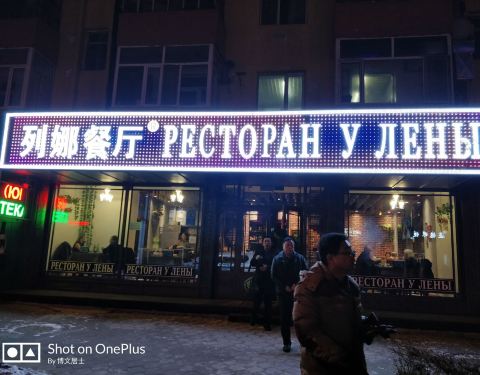 列娜餐厅 РЕСТОРАН У ЛЕНЫ
РЕСТОРАН У ЛЕНЫ
РЕСТОРАН У ЛЕНЫ
РЕСТОРАН У ЛЕНЫ
Shot on OnePlus
By 博文居士